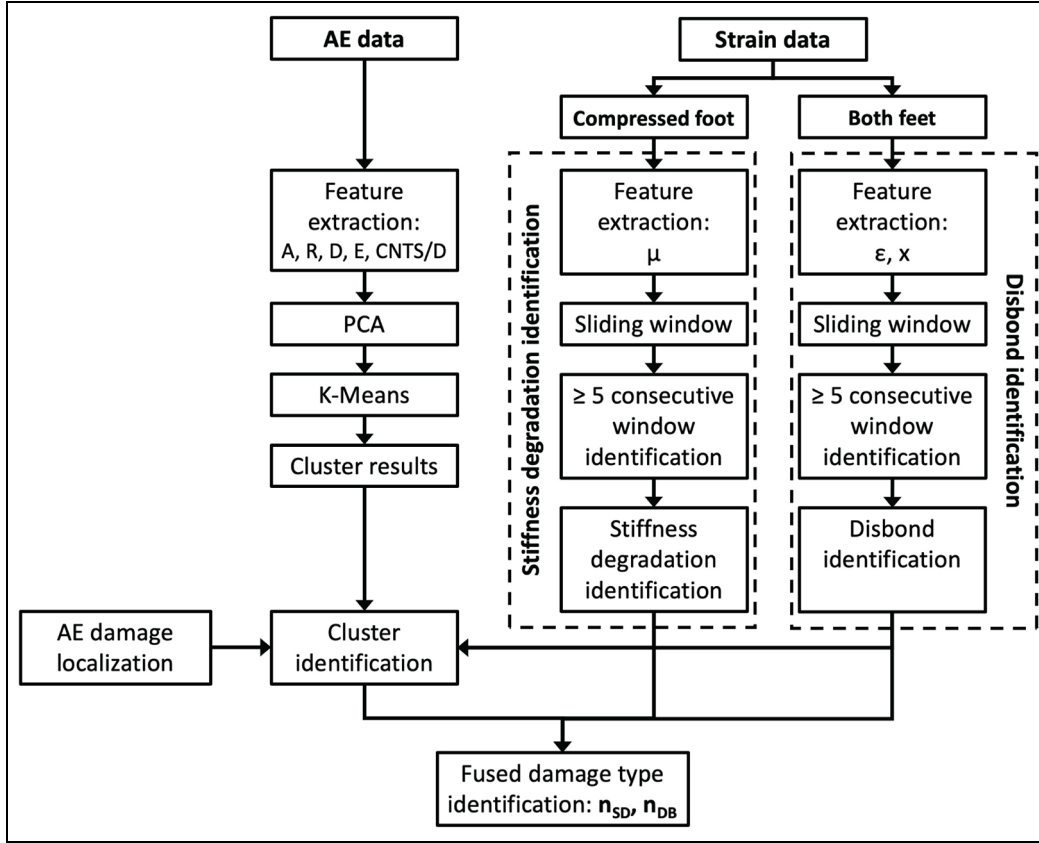 AE data
Feature
extraction:
A, R, D, E, CNTS/D
PCA
K-Means
Cluster results
AE damage
localization
Cluster
identification
Strain data
Compressed foot
Stiffness degradation identification
Feature
extraction:
μ
Sliding window
≥ 5 consecutive
window
identification
Stiffness
degradation
identification
Both feet
Disbond identification
Feature
extraction:
ε, x
Sliding window
≥ 5 consecutive
window
identification
Disbond
identification
Fused damage type
identification: n_SD, n_DB